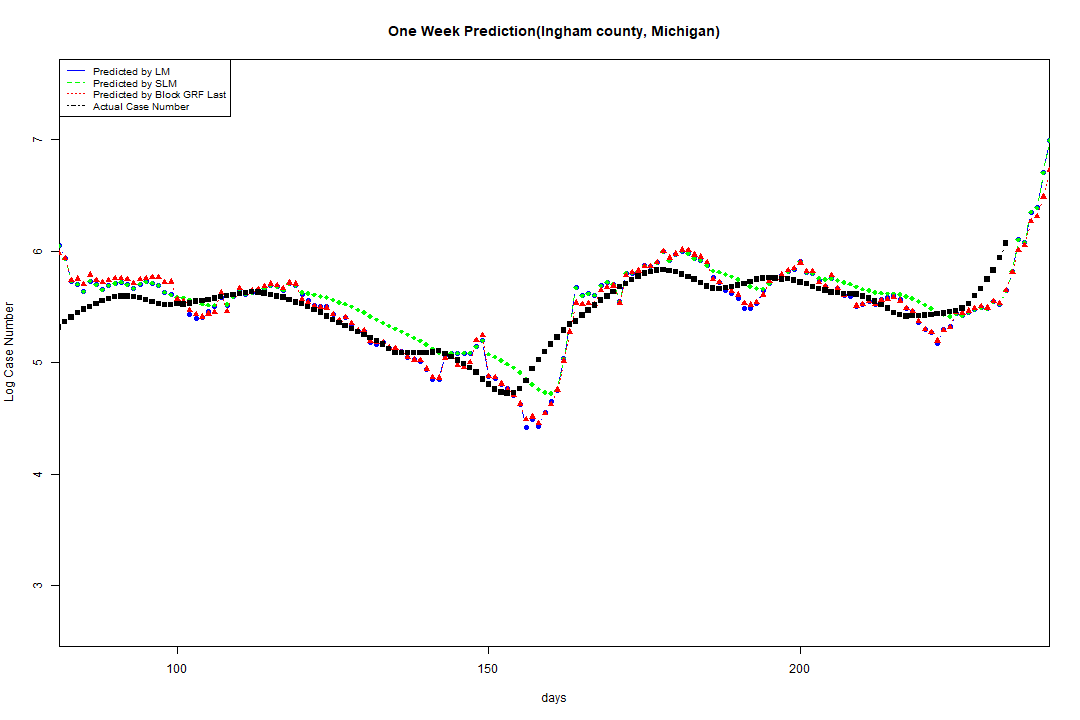 One Week Prediction(Ingham county, Michigan)
Predicted by LM
Predicted by SLM
Predicted by Block GRF Last
Actual Case Number
7
6
5
4
3
Log Case Number
100 150 200
days